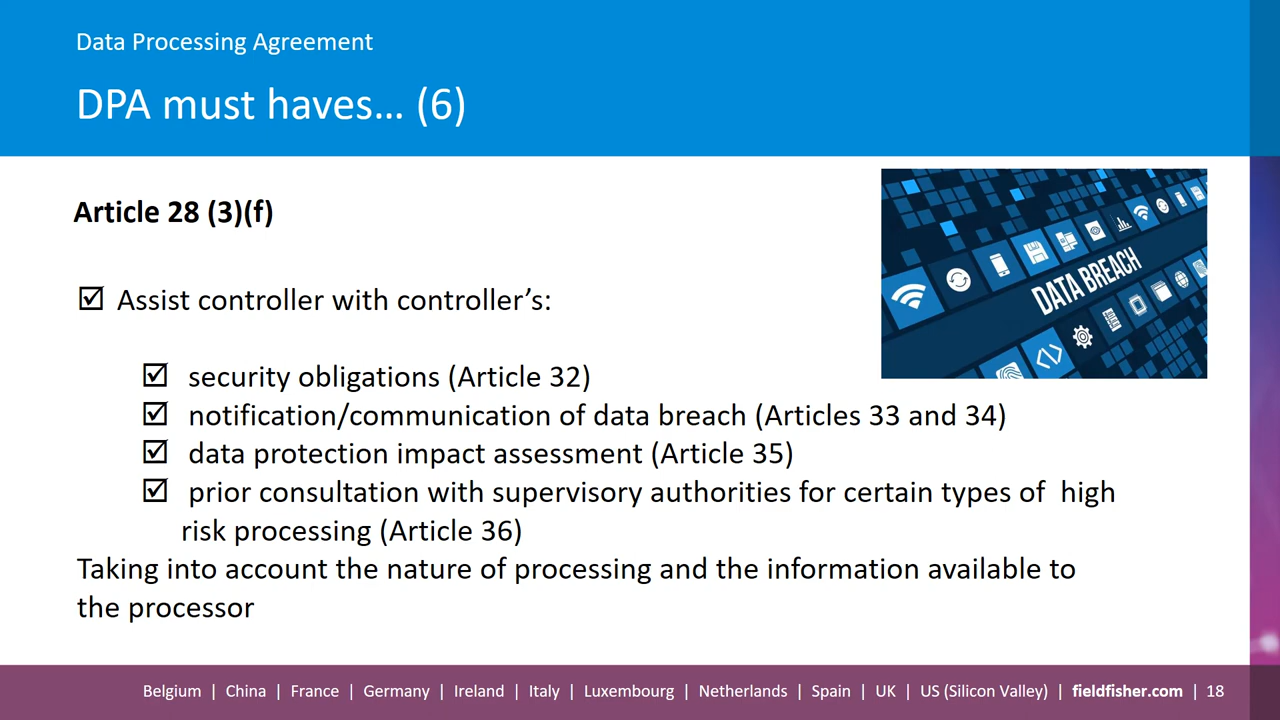 Data Processing Agreement
DPA must haves... (6)
Article 28 (3)(f)
DATA BREACH
☑ Assist controller with controller’s:
☑ security obligations (Article 32)
☑ notification/communication of data breach (Articles 33 and 34)
☑ data protection impact assessment (Article 35)
☑ prior consultation with supervisory authorities for certain types of high
risk processing (Article 36)
Taking into account the nature of processing and the information available to
the processor
Belgium | China | France | Germany | Ireland | Italy | Luxembourg | Netherlands | Spain | UK | US (Silicon Valley) | fieldfisher.com | 18